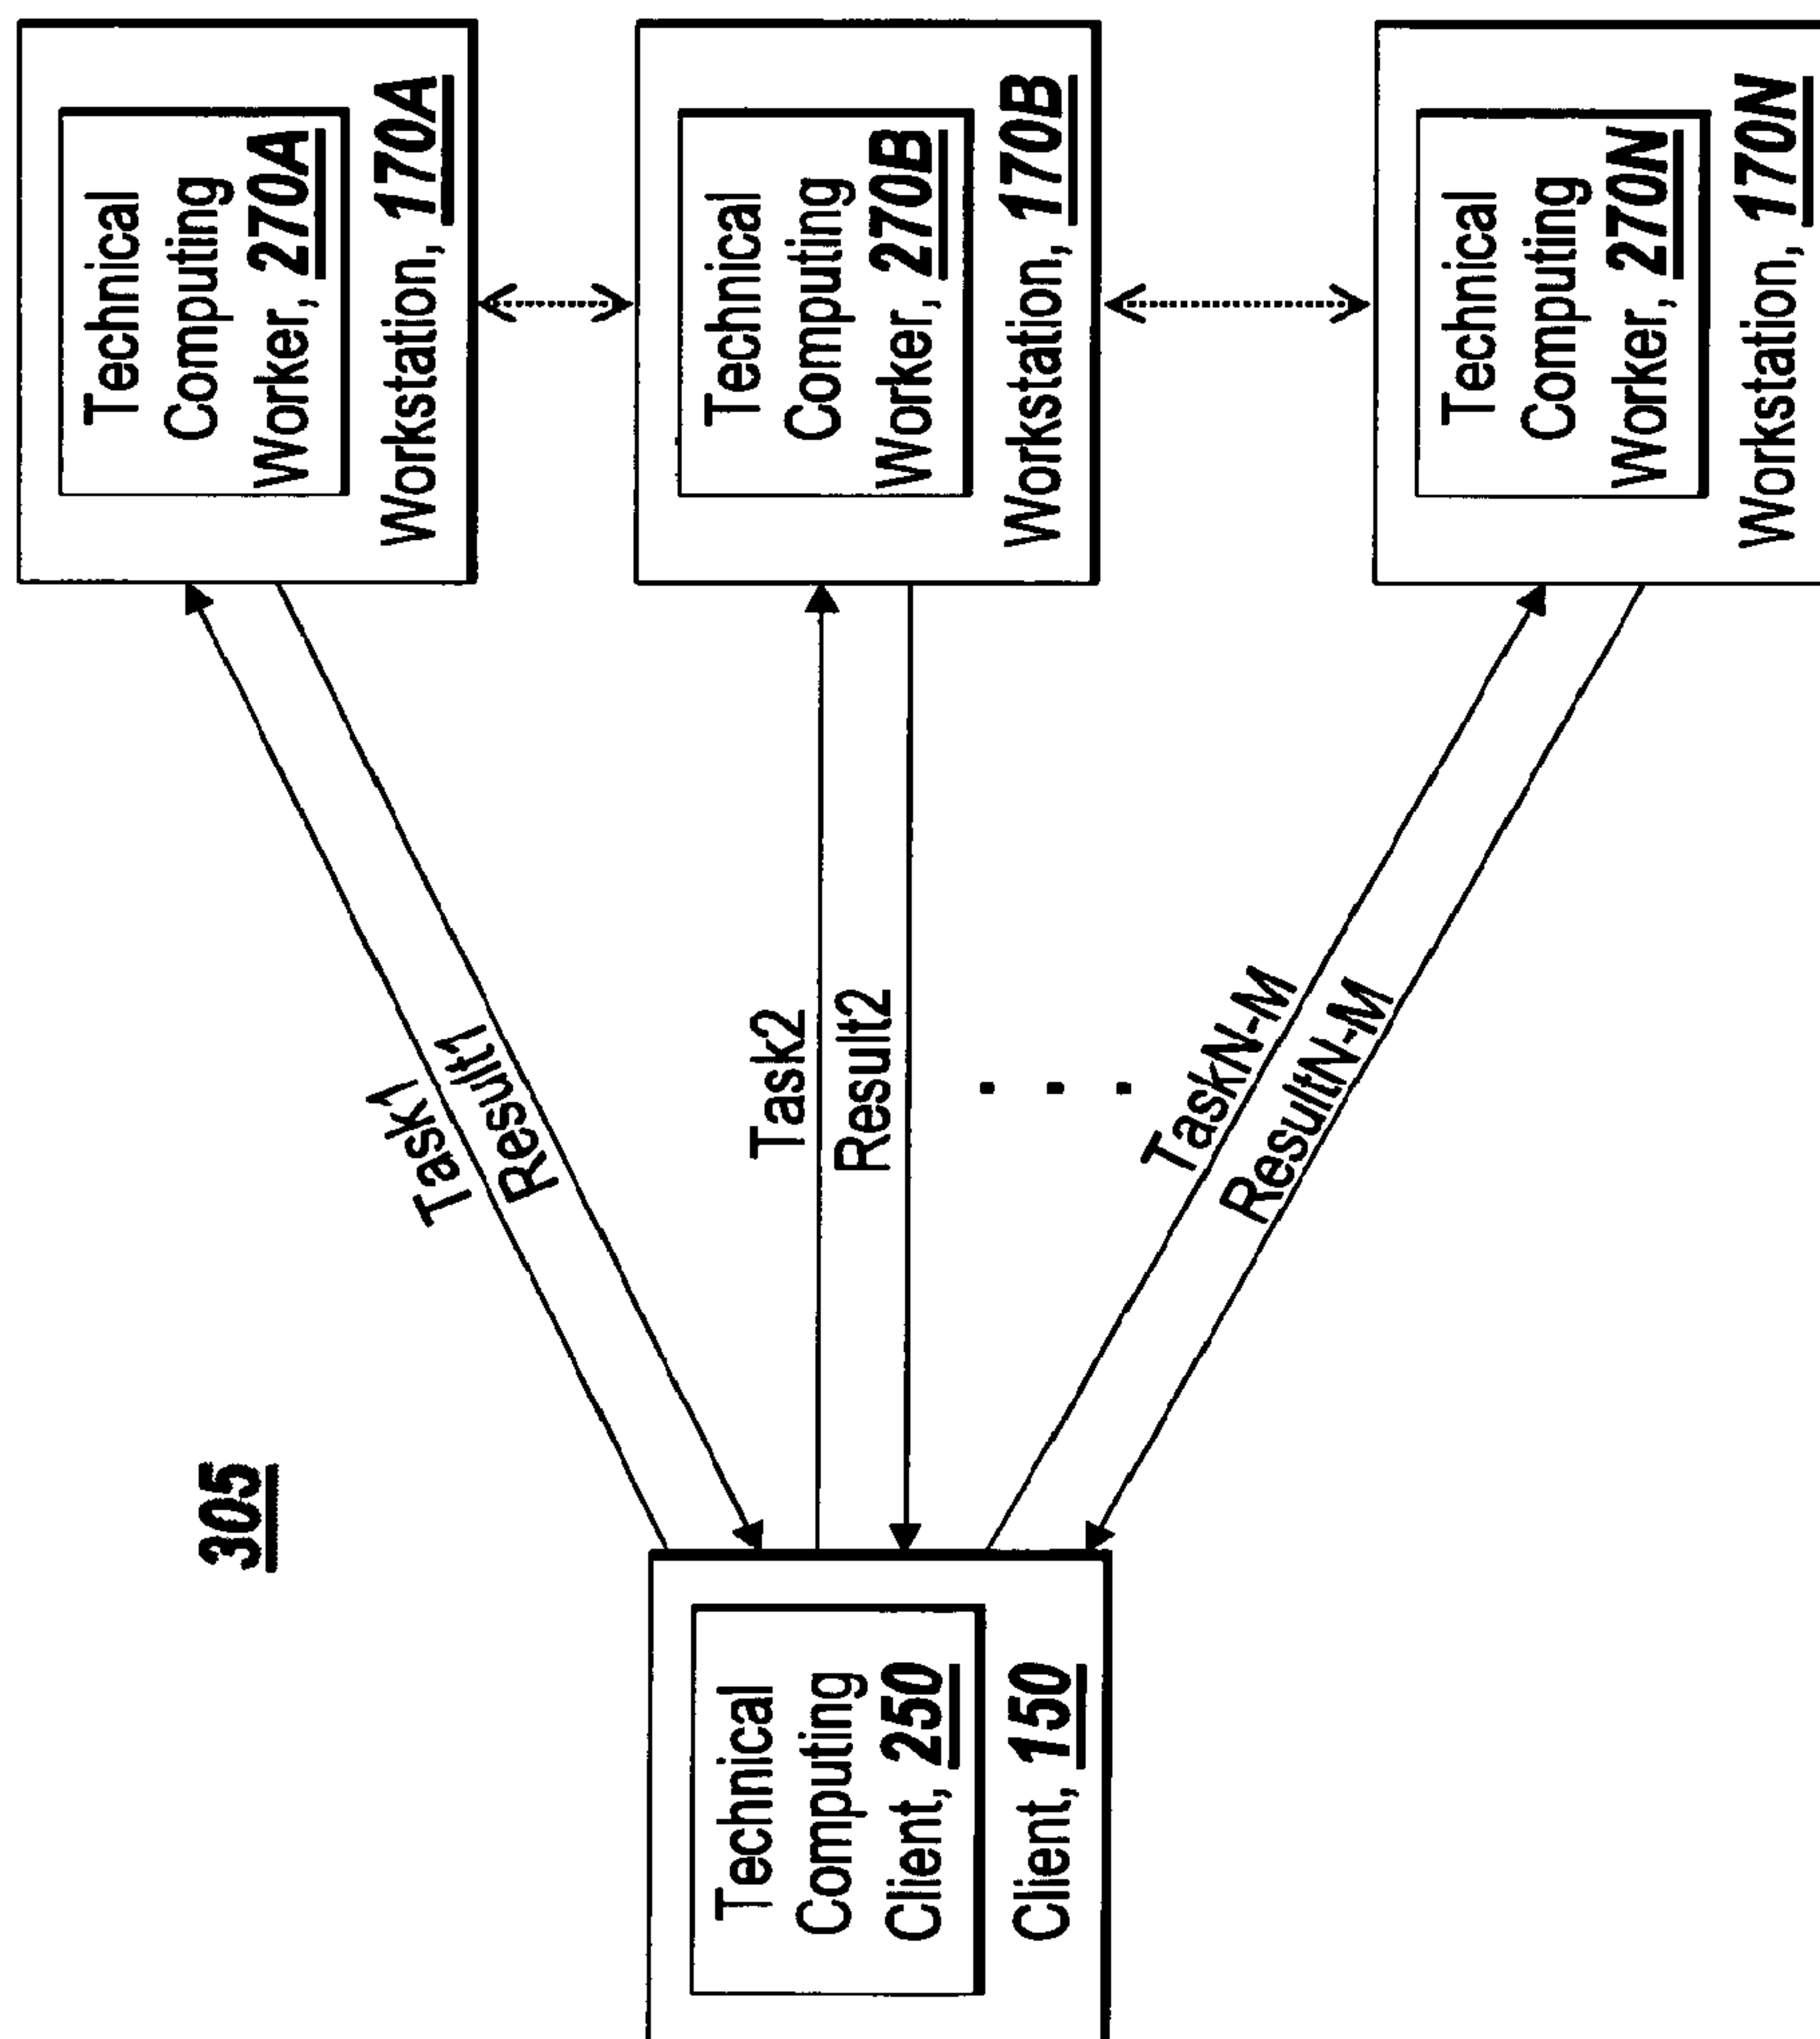 305
Technical
Computing
Client, 250
Client, 150
Task1
Result1
Task2
Result2
. . .
TaskN-M
ResultN-M
Technical
Computing
Worker, 270A
Workstation, 170A
Technical
Computing
Worker, 270B
Workstation, 170B
Technical
Computing
Worker, 270N
Workstation, 170N